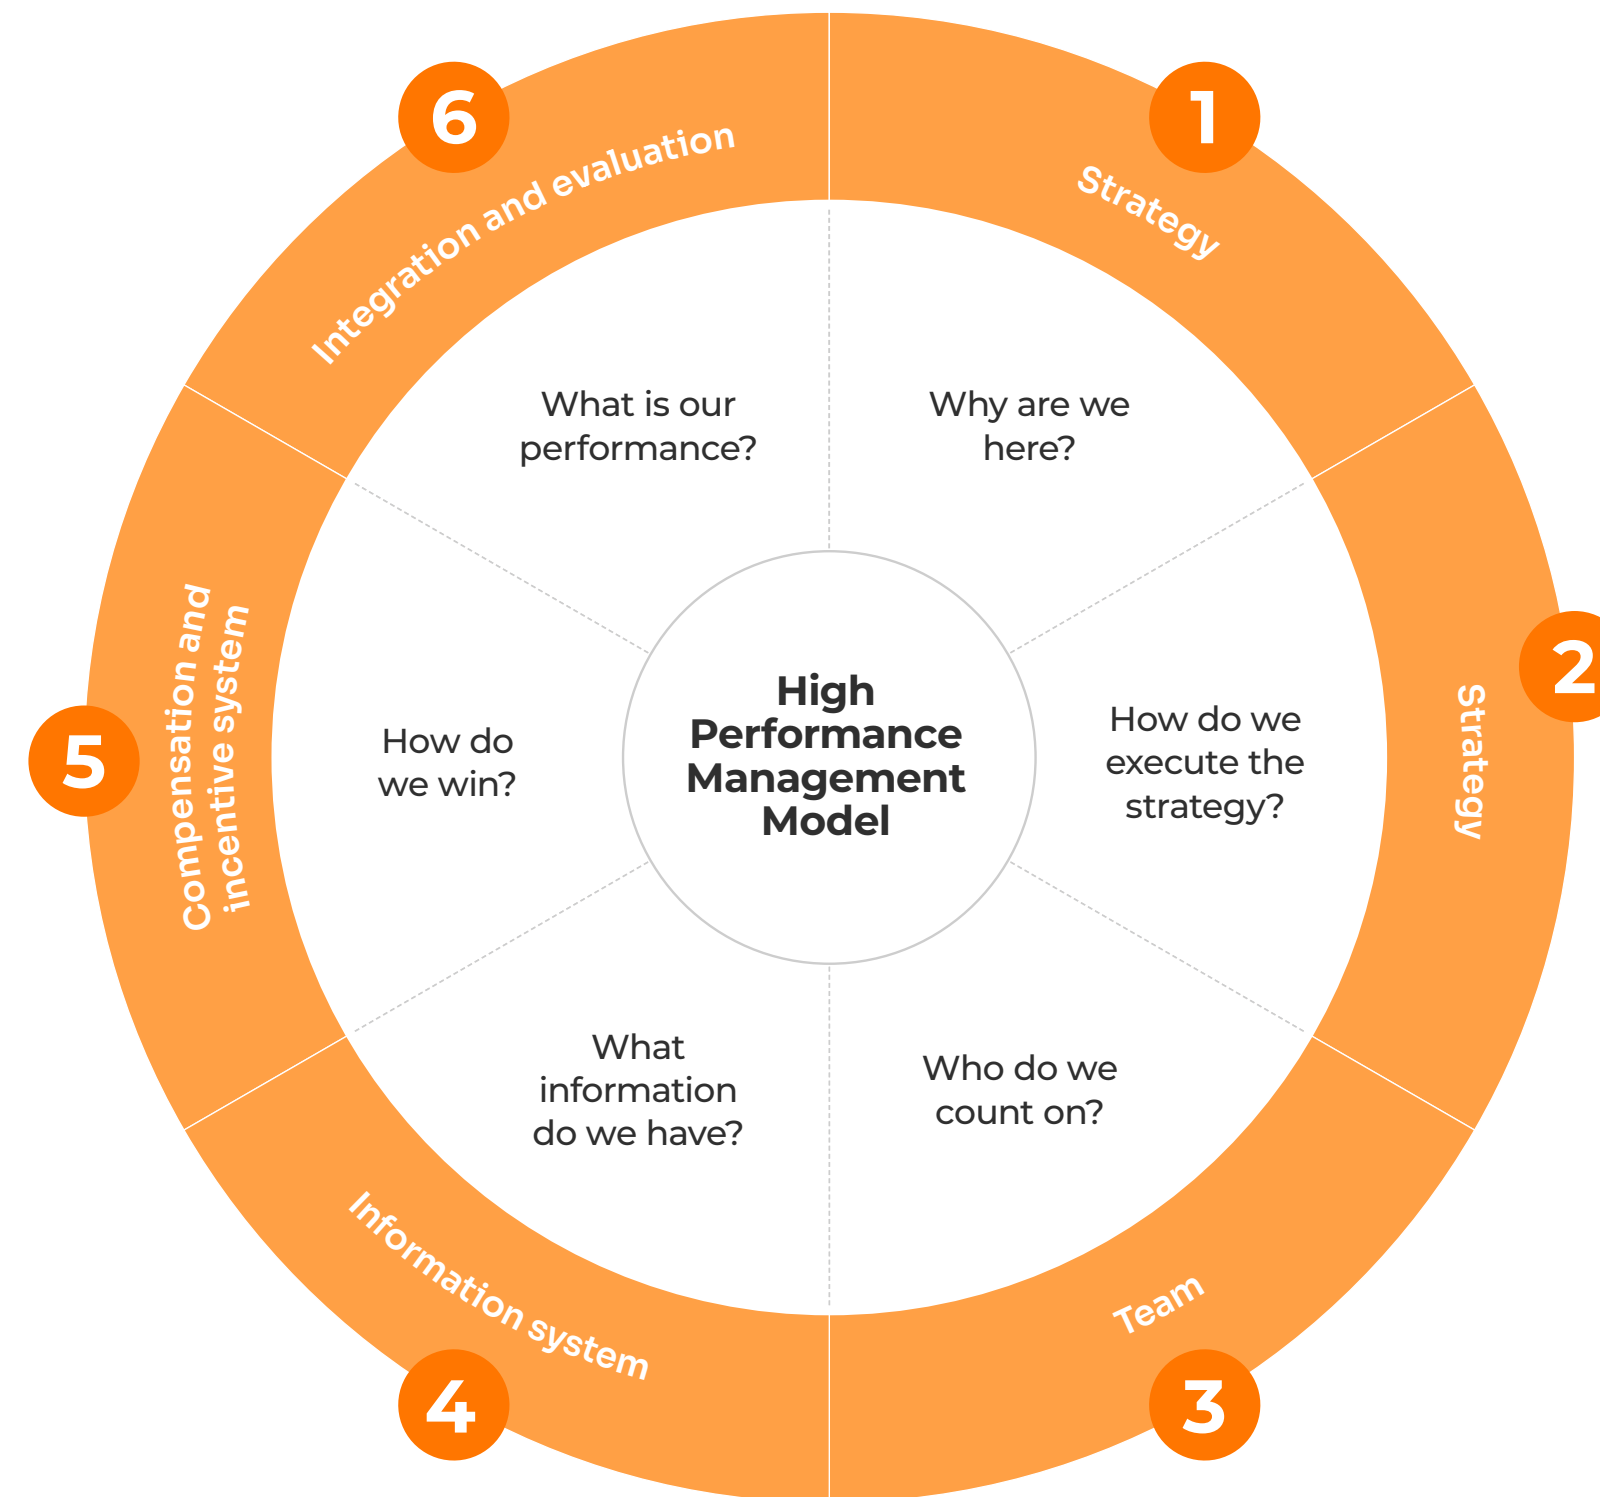 1
Strategy
Why are we
here?
2
Strategy
How do we
execute the
strategy?
3
Team
Who do we
count on?
4
Information system
What
information
do we have?
5
Compensation and
incentive system
How do
we win?
6
Integration and evaluation
What is our
performance?
High
Performance
Management
Model